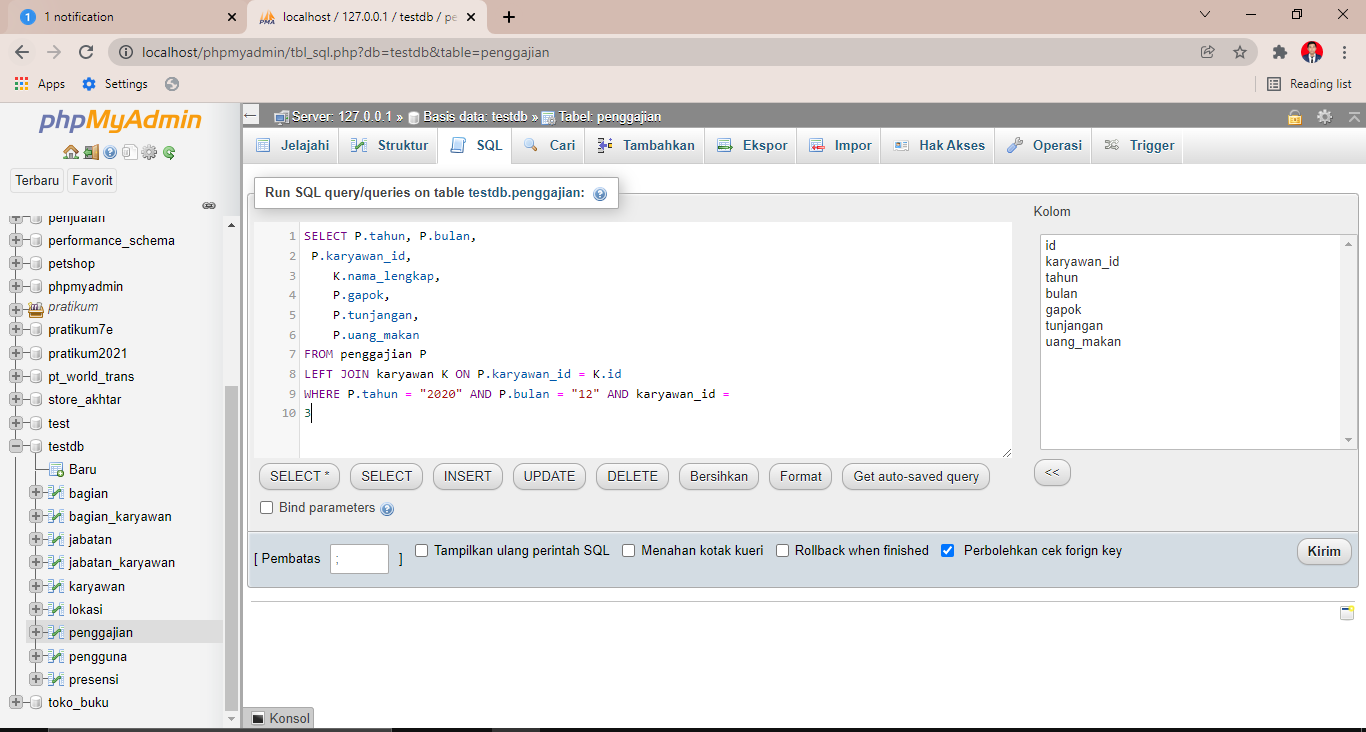 1 notification
localhost / 127.0.0.1 / testdb / pe
localhost/phpmyadmin/tbl_sql.php?db=testdb&table=penggajian
Apps
Settings
Reading list
phpMyAdmin
Terbaru
Favorit
penjualan
performance_schema
petshop
phpmyadmin
pratikum
pratikum7e
pratikum2021
pt_world_trans
store_akhtar
test
testdb
Baru
bagian
bagian_karyawan
jabatan
jabatan_karyawan
karyawan
lokasi
penggajian
pengguna
presensi
toko_buku
Server: 127.0.0.1 » Basis data: testdb » Tabel: penggajian
Jelajahi
Struktur
SQL
Cari
Tambahkan
Ekspor
Impor
Hak Akses
Operasi
Trigger
Run SQL query/queries on table testdb.penggajian:
1 SELECT P.tahun, P.bulan,
2 P.karyawan_id,
3 K.nama_lengkap,
4 P.gapok,
5 P.tunjangan,
6 P.uang_makan
7 FROM penggajian P
8 LEFT JOIN karyawan K ON P.karyawan_id = K.id
9 WHERE P.tahun = "2020" AND P.bulan = "12" AND karyawan_id =
10 3
Kolom
id
karyawan_id
tahun
bulan
gapok
tunjangan
uang_makan
<<
SELECT *
SELECT
INSERT
UPDATE
DELETE
Bersihkan
Format
Get auto-saved query
Bind parameters
[ Pembatas ; ]
Tampilkan ulang perintah SQL
Menahan kotak kueri
Rollback when finished
Perbolehkan cek forign key
Kirim
Konsol